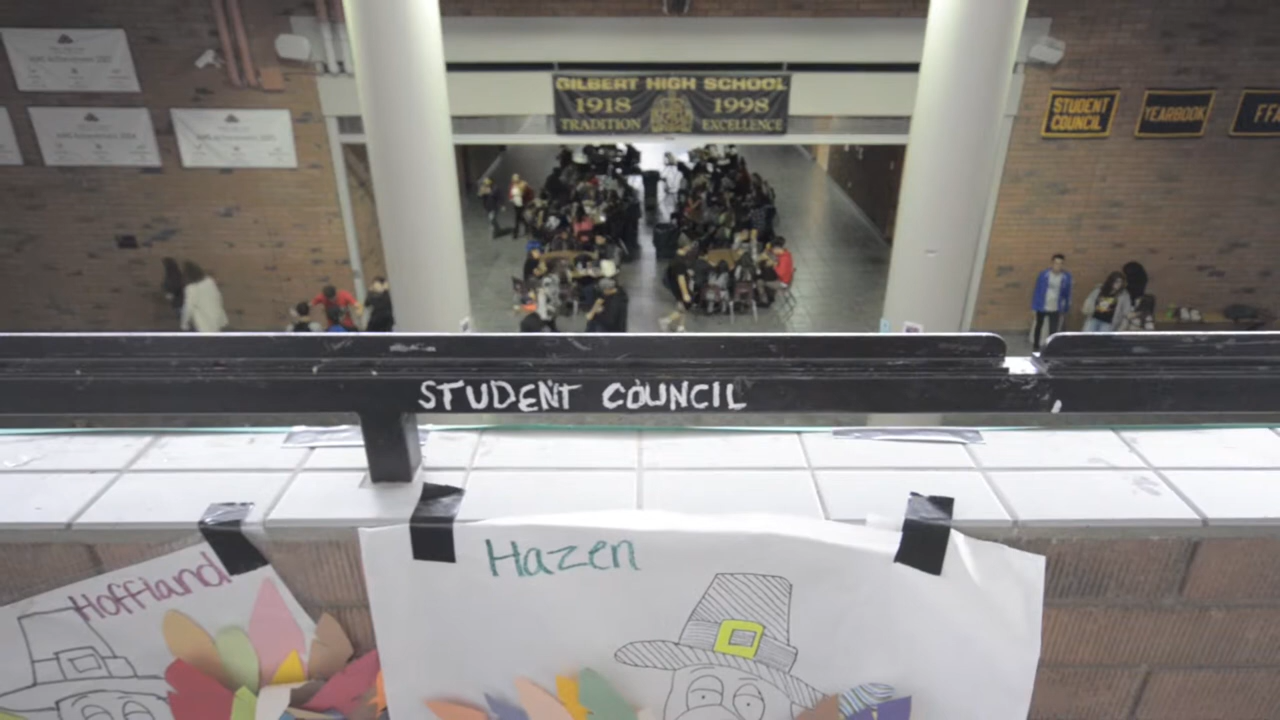 GILBERT HIGH SCHOOL
1918 1998
TRADITION EXCELLENCE
STUDENT
COUNCIL
YEARBOOK
STUDENT COUNCIL
Hazen
Hoffland